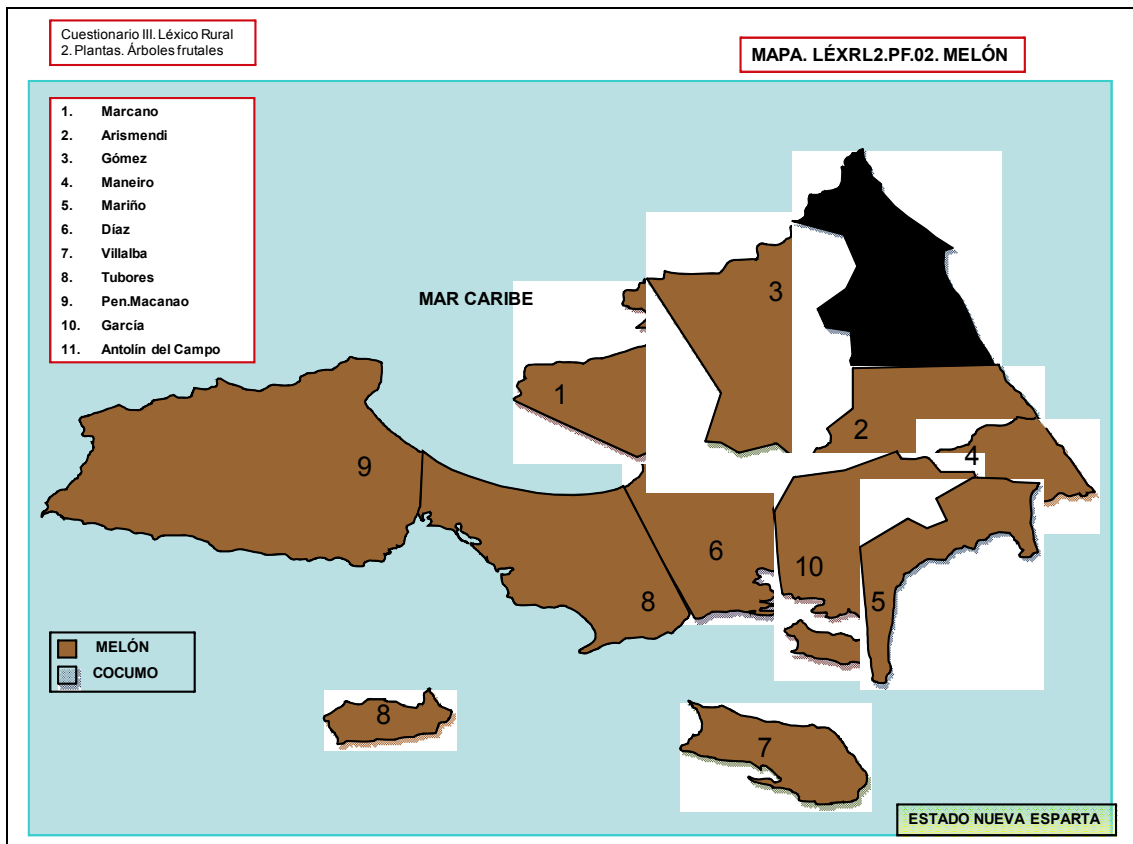 Cuestionario III. Léxico Rural
2. Plantas. Árboles frutales
MAPA. LÉXRL2.PF.02. MELÓN
1. Marcano
2. Arismendi
3. Gómez
4. Maneiro
5. Mariño
6. Díaz
7. Villalba
8. Tubores
9. Pen.Macanao
10. García
11. Antolín del Campo
MAR CARIBE
3
1
2
4
9
6
10
8
5
MELÓN
COCUMO
8
7
ESTADO NUEVA ESPARTA